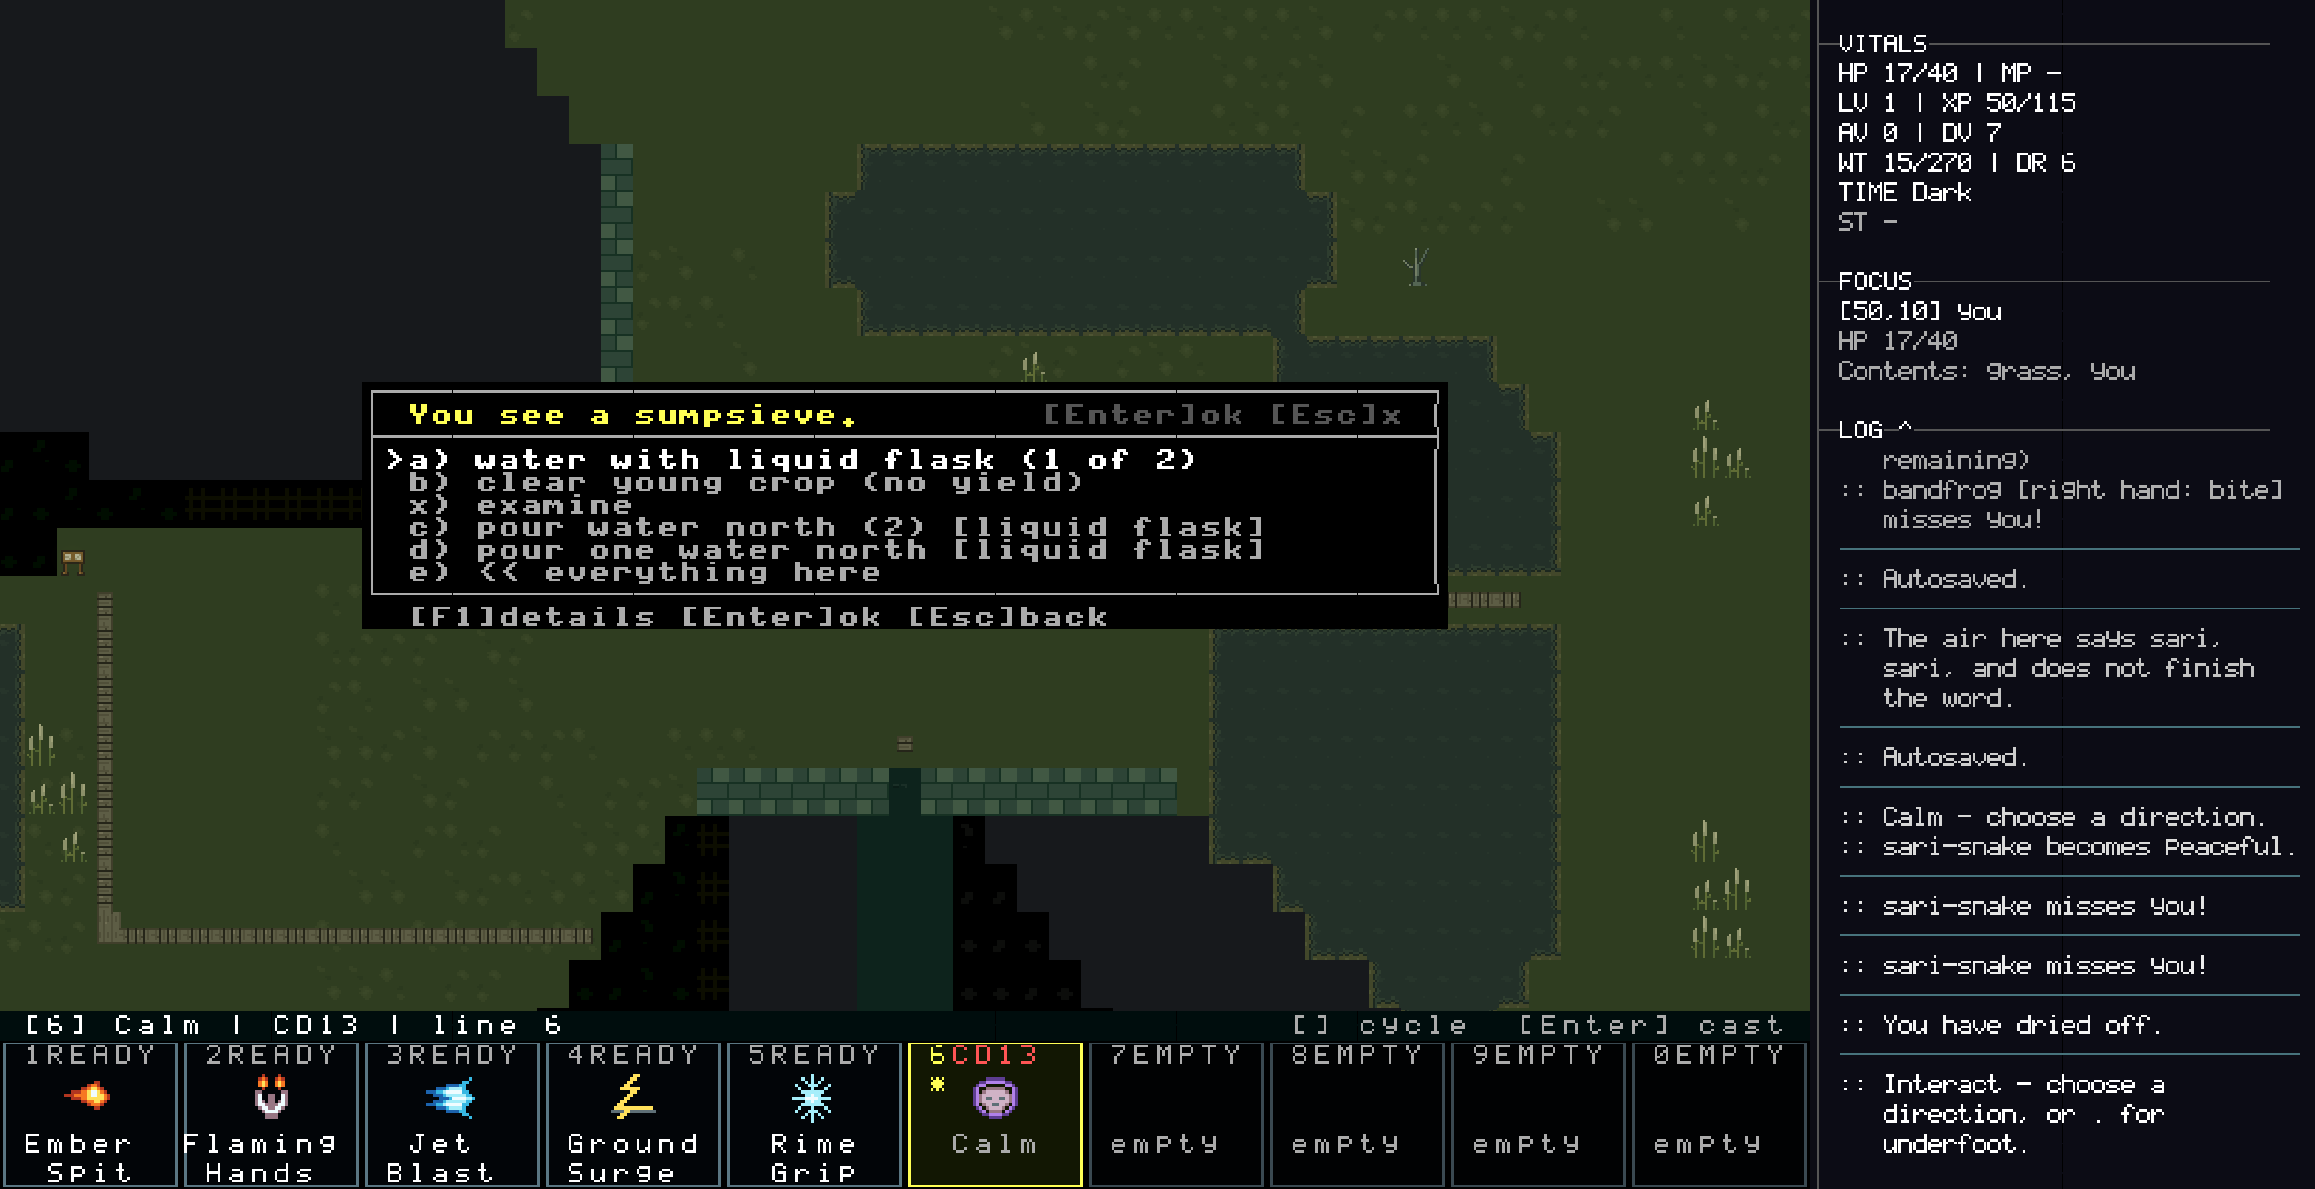 VITALS
HP 17/40 | MP -
LV 1 | XP 50/115
AV 0 | DV 7
WT 15/270 | DR 6
TIME Dark
ST -
FOCUS
[50,10] you
HP 17/40
Contents: grass, you
LOG ^
remaining)
:: bandfrog [right hand: bite]
misses you!
:: Autosaved.
:: The air here says sari,
sari, and does not finish
the word.
:: Autosaved.
:: Calm - choose a direction.
:: sari-snake becomes Peaceful.
:: sari-snake misses you!
:: sari-snake misses you!
:: You have dried off.
:: Interact - choose a
direction, or . for
underfoot.
You see a sumpsieve. [Enter]ok [Esc]x
>a) water with liquid flask (1 of 2)
b) clear young crop (no yield)
x) examine
c) pour water north (2) [liquid flask]
d) pour one water north [liquid flask]
e) << everything here
[F1]details [Enter]ok [Esc]back
[6] Calm | CD13 | line 6 [] cycle [Enter] cast
1READY 2READY 3READY 4READY 5READY 6CD13 7EMPTY 8EMPTY 9EMPTY 0EMPTY
Ember Flaming Jet Ground Rime Calm empty empty empty empty
Spit Hands Blast Surge Grip